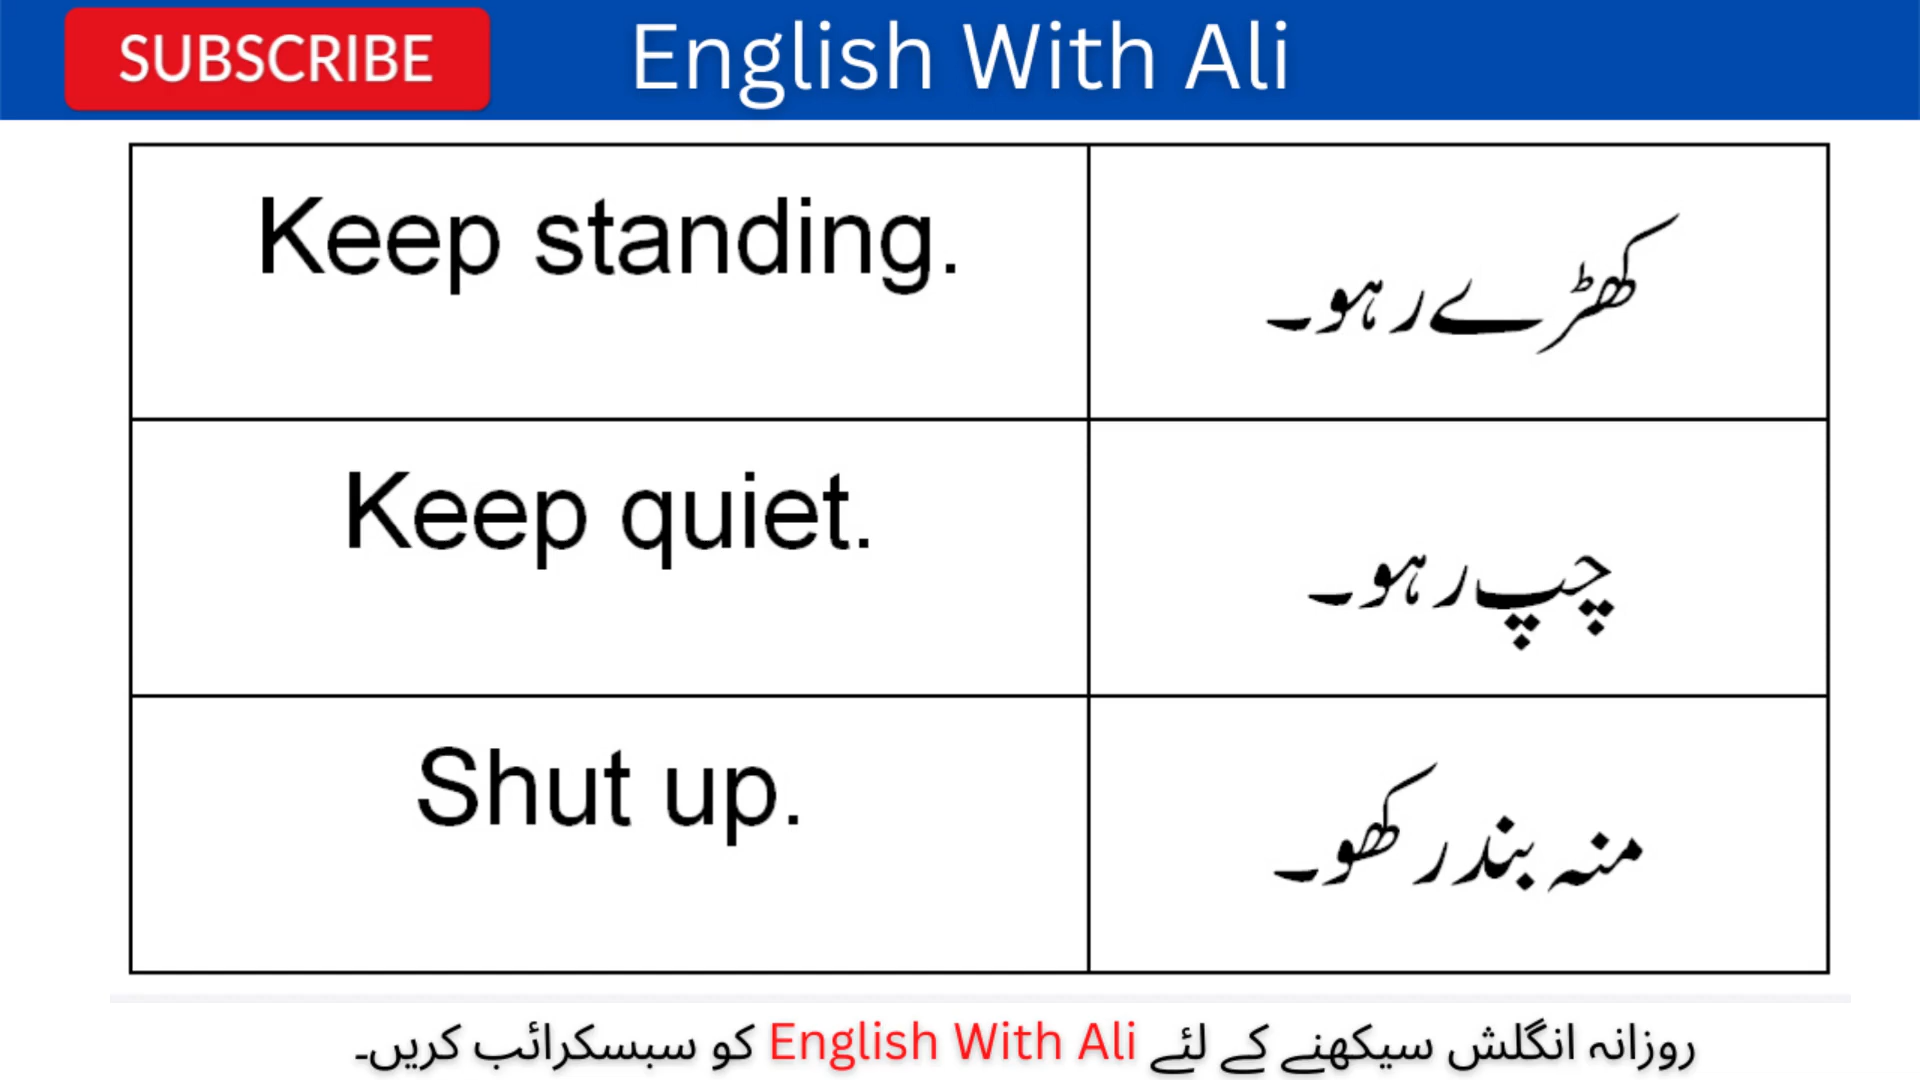 SUBSCRIBE
English With Ali
Keep standing.
کھڑے رہو۔
Keep quiet.
چپ رہو۔
Shut up.
منہ بند رکھو۔
روزانہ انگلش سیکھنے کے لئے English With Ali کو سبسکرائب کریں۔